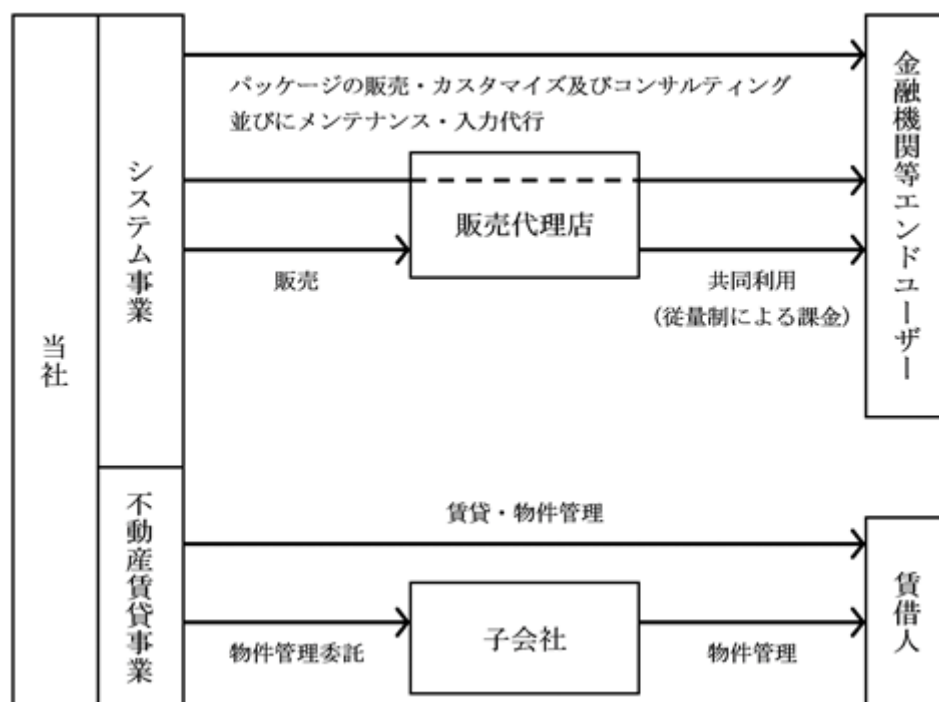 当社
システム事業
パッケージの販売・カスタマイズ及びコンサルティング
並びにメンテナンス・入力代行
販売代理店
販売
共同利用
(従量制による課金)
金融機関等エンドユーザー
不動産賃貸事業
賃貸・物件管理
物件管理委託
子会社
物件管理
賃借人